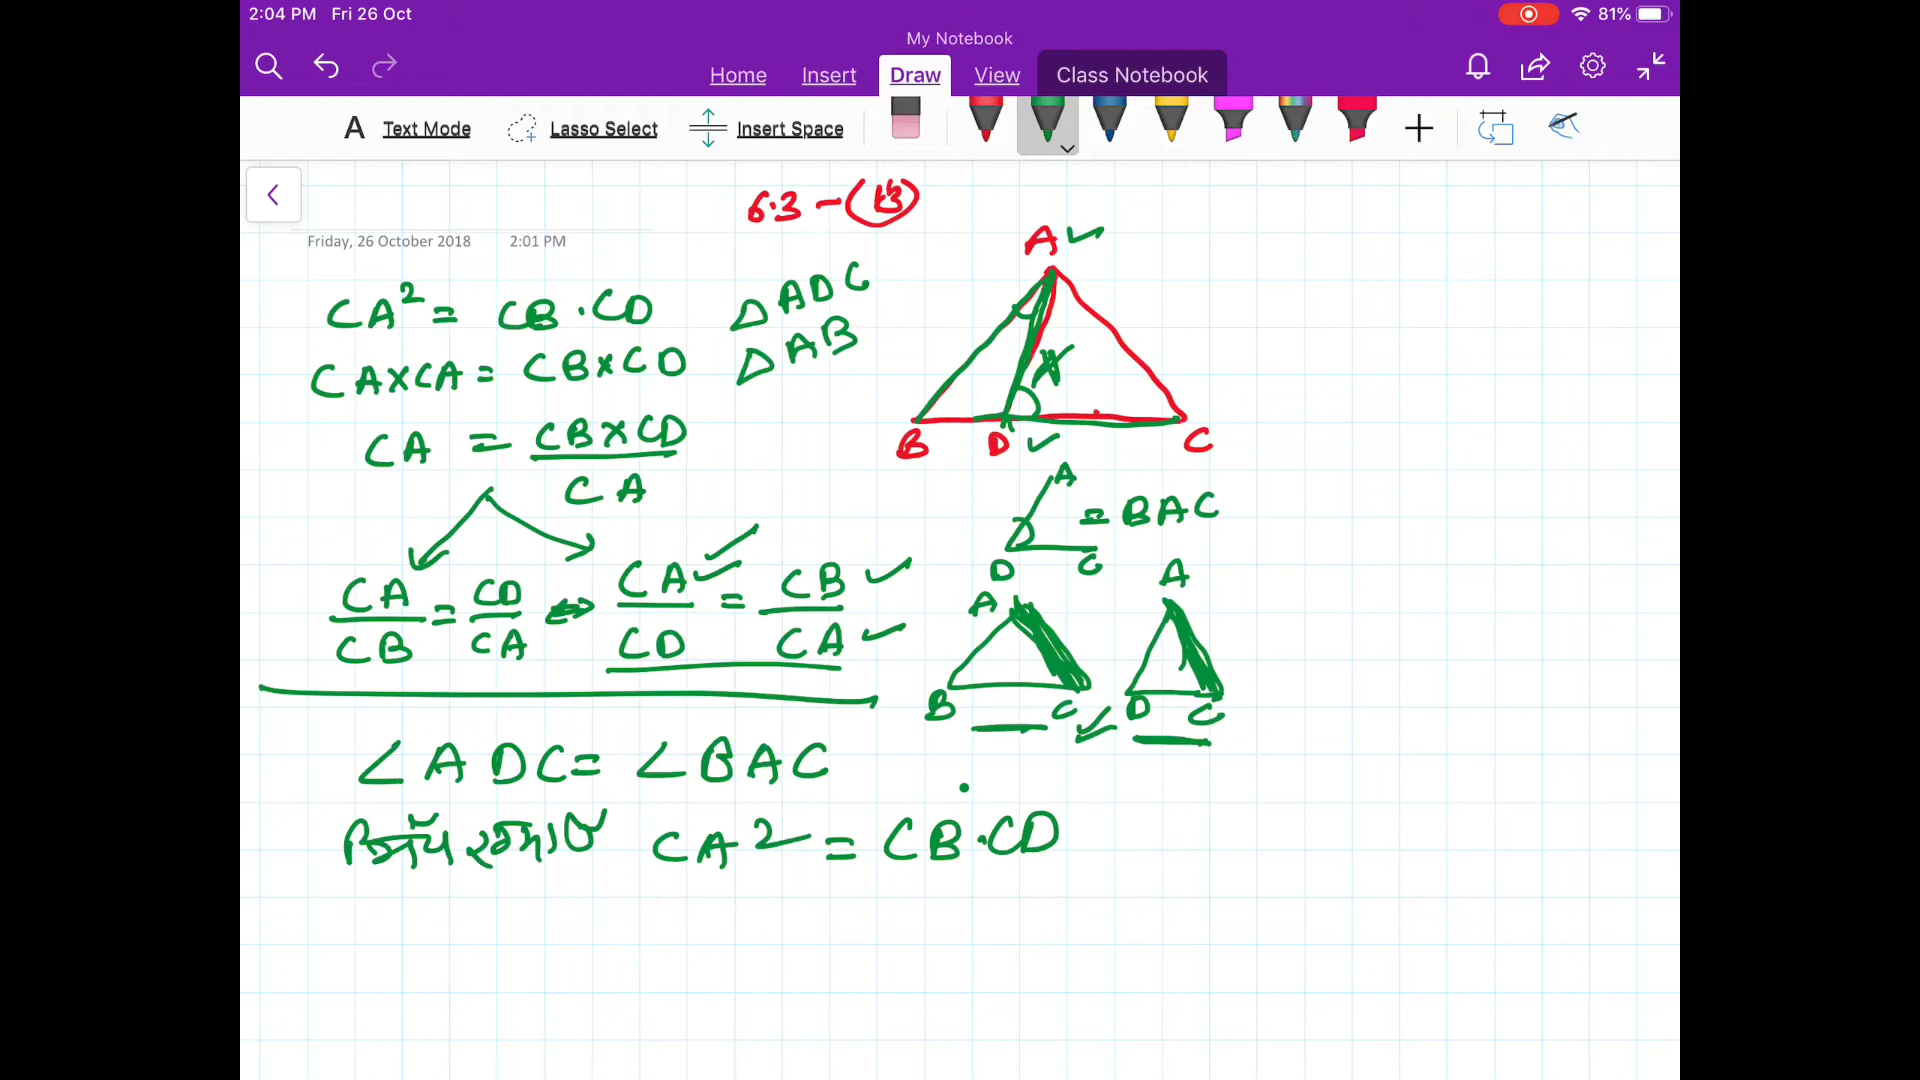 2:04 PM Fri 26 Oct
81%
My Notebook
Home Insert Draw View Class Notebook
A Text Mode Lasso Select Insert Space
6.3 - 13
Friday, 26 October 2018 2:01 PM
A
B D C
CA² = CB · CD
△ADC
△AB
CA×CA = CB×CD
CA = CB×CD / CA
A
D C
= BAC
CA/CB = CD/CA ⇔ CA/CD = CB/CA
A
B C
A
D C
∠ADC = ∠BAC
CA² = CB · CD